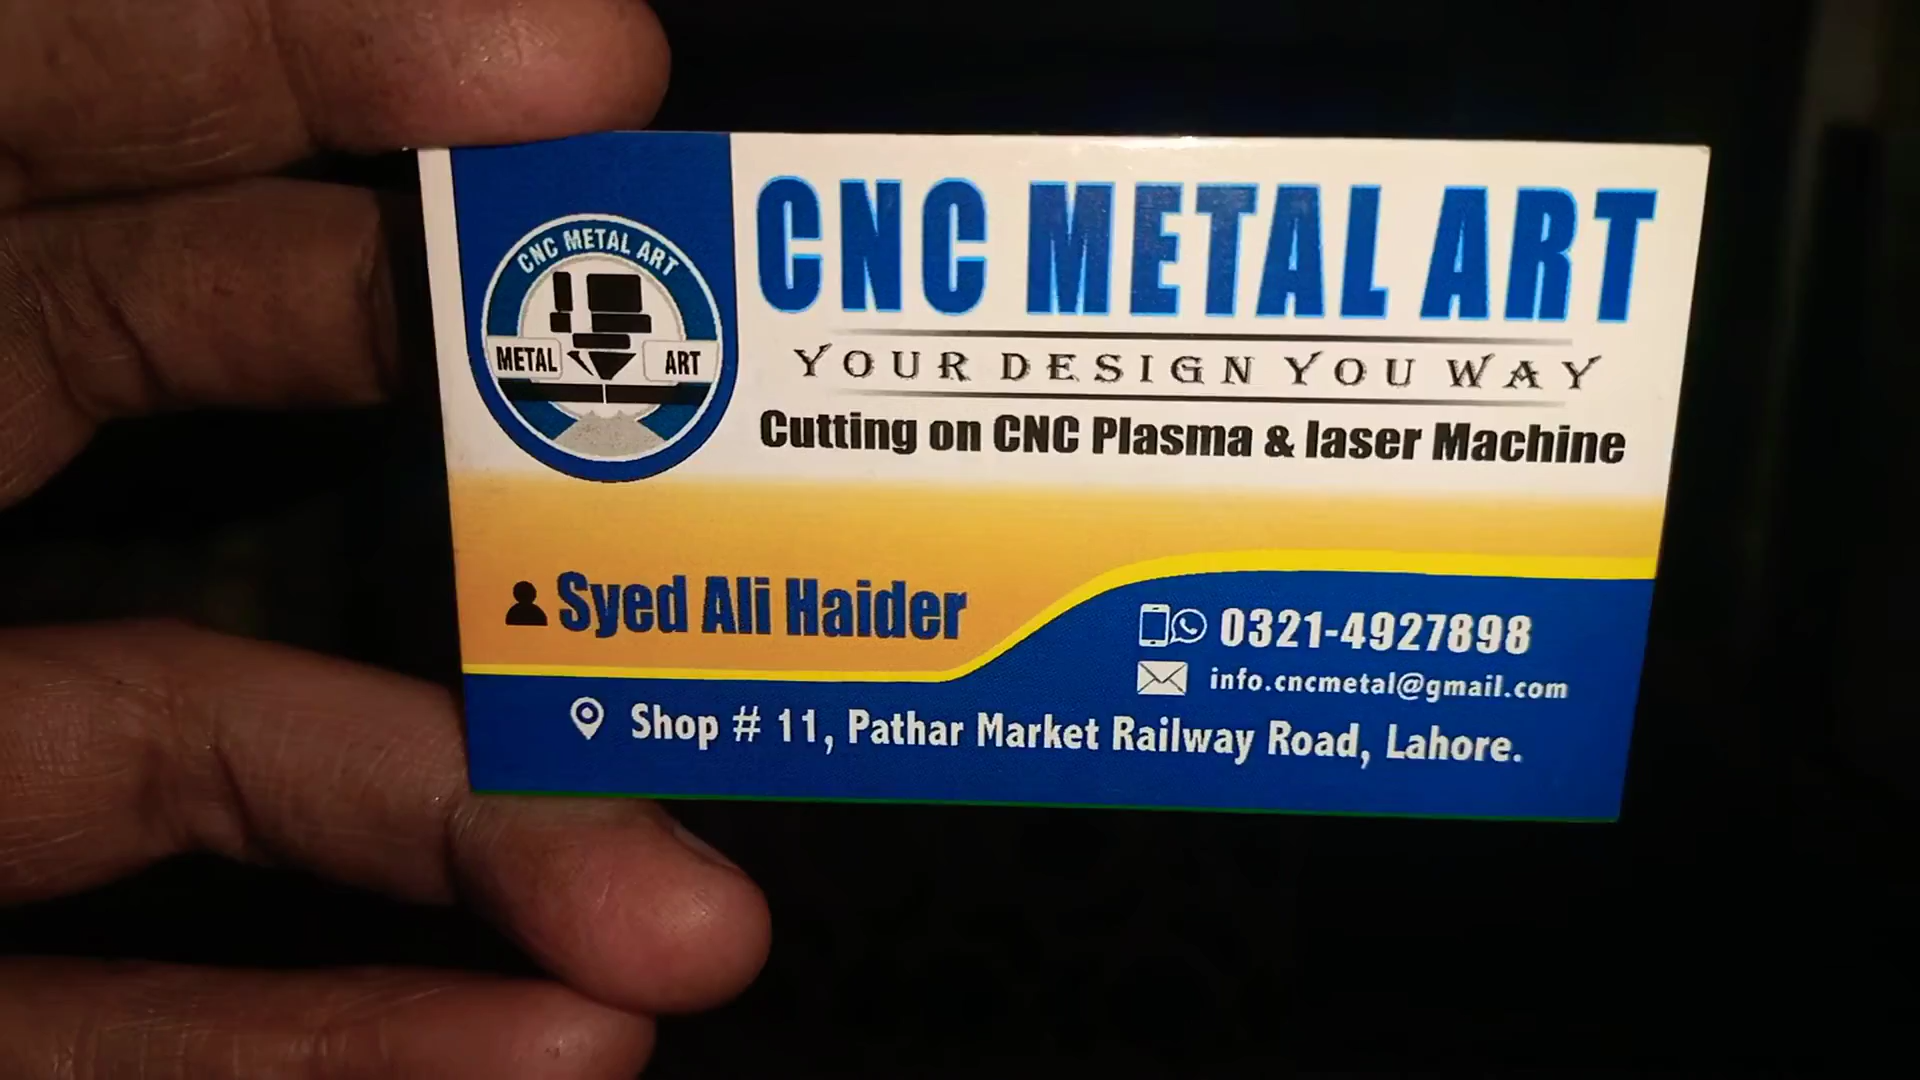 CNC METAL ART
METAL ART
CNC METAL ART
YOUR DESIGN YOU WAY
Cutting on CNC Plasma & laser Machine
Syed Ali Haider
0321-4927898
info.cncmetal@gmail.com
Shop # 11, Pathar Market Railway Road, Lahore.